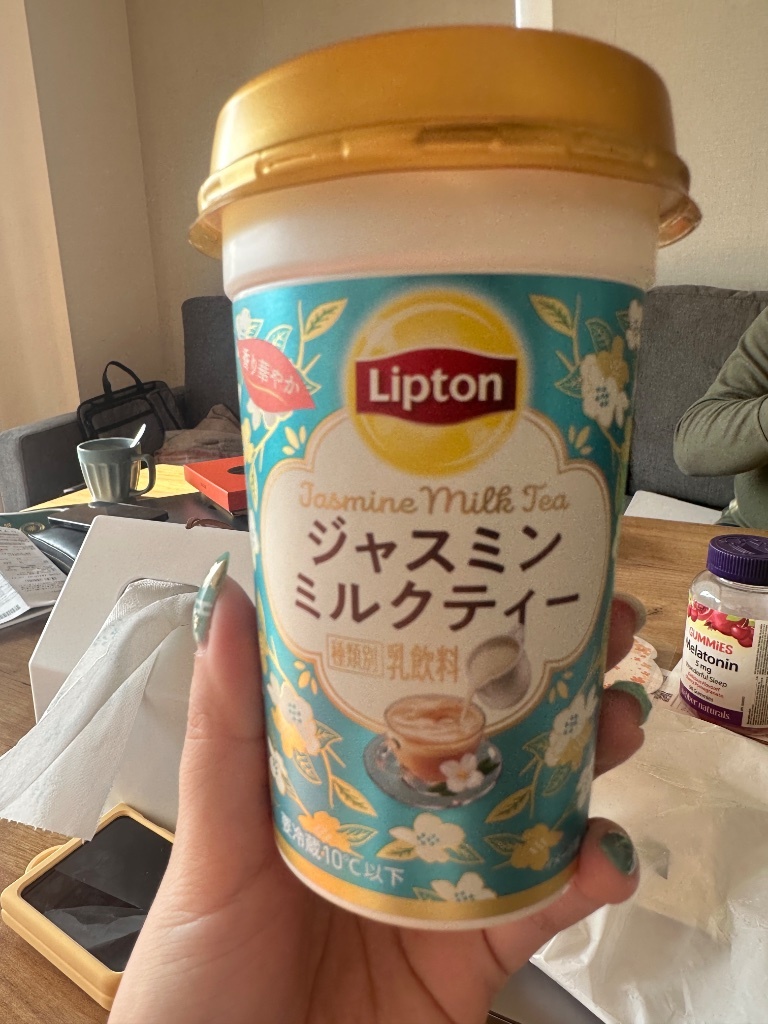 香り華やか
Lipton
Jasmine Milk Tea
ジャスミン
ミルクティー
種類別 乳飲料
要冷蔵10℃以下
GUMMIES
Melatonin
5 mg
Wonderful Sleep